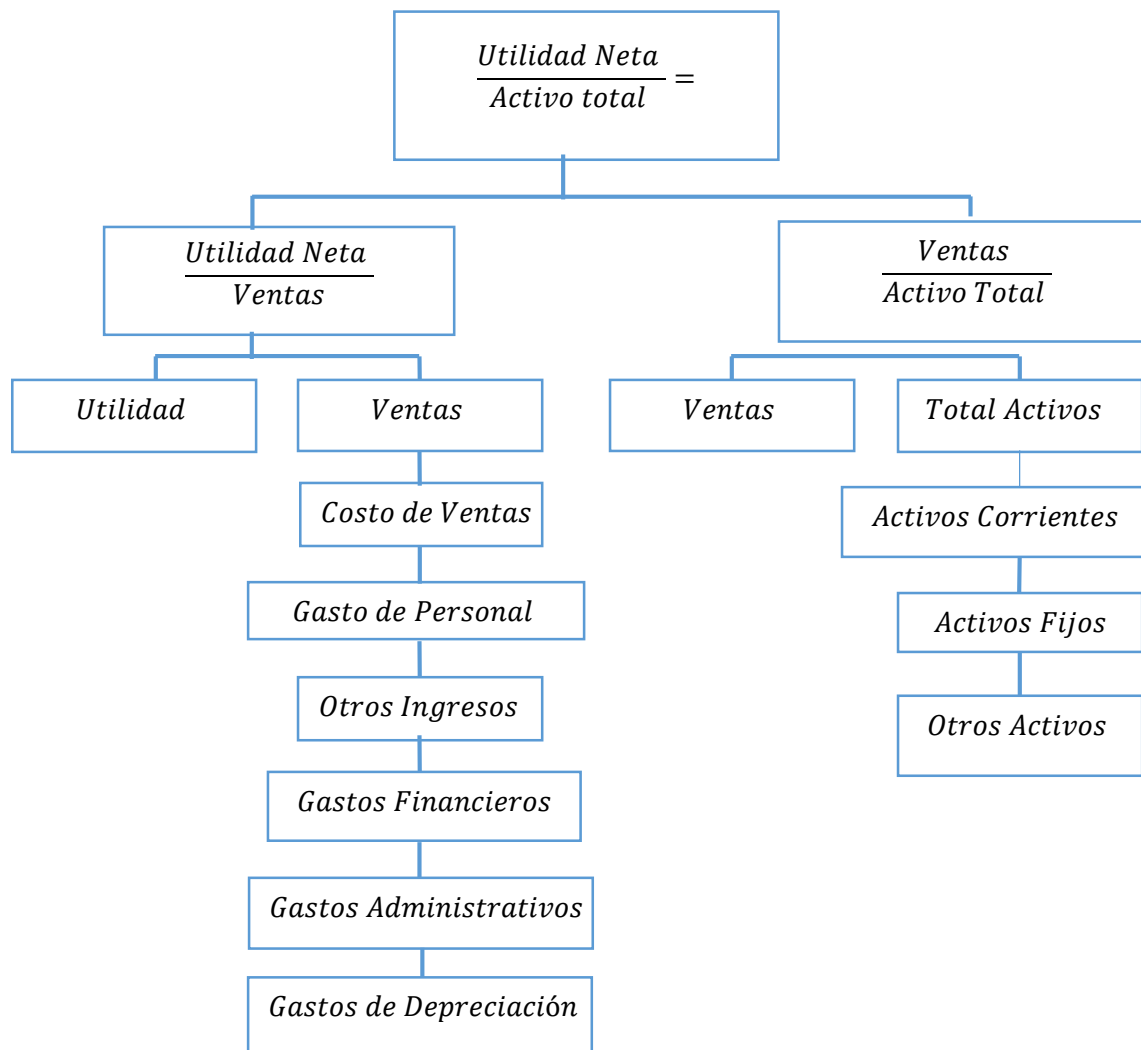 Utilidad Neta
Activo total =
Utilidad Neta
Ventas
Ventas
Activo Total
Utilidad
Ventas
Ventas
Total Activos
Costo de Ventas
Activos Corrientes
Gasto de Personal
Activos Fijos
Otros Ingresos
Otros Activos
Gastos Financieros
Gastos Administrativos
Gastos de Depreciación